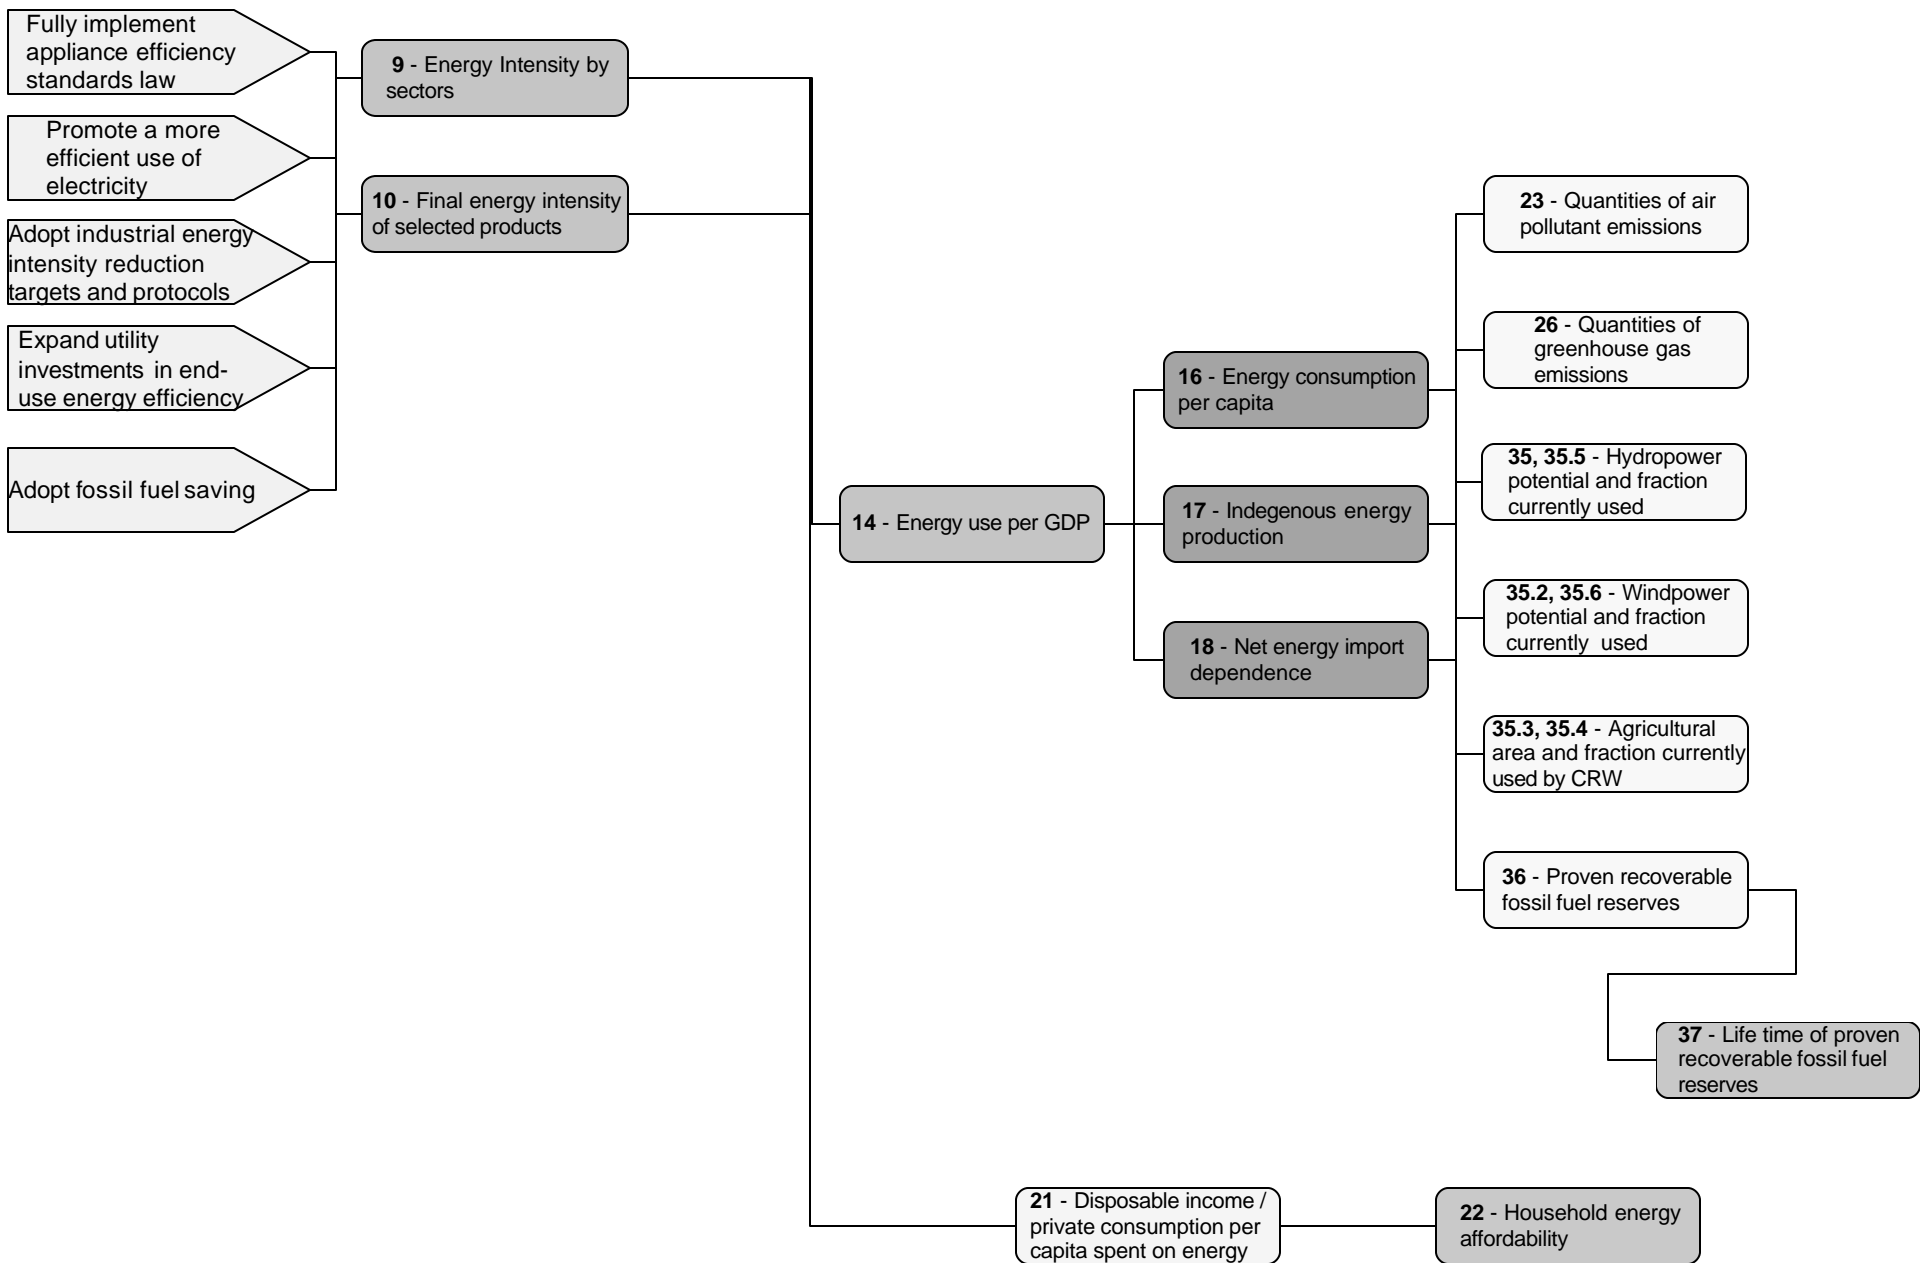 Fully implement
appliance efficiency
standards law
Promote a more
efficient use of
electricity
Adopt industrial energy
intensity reduction
targets and protocols
Expand utility
investments in end-
use energy efficiency
Adopt fossil fuel saving
9 - Energy Intensity by
sectors
10 - Final energy intensity
of selected products
14 - Energy use per GDP
16 - Energy consumption
per capita
17 - Indegenous energy
production
18 - Net energy import
dependence
23 - Quantities of air
pollutant emissions
26 - Quantities of
greenhouse gas
emissions
35, 35.5 - Hydropower
potential and fraction
currently used
35.2, 35.6 - Windpower
potential and fraction
currently used
35.3, 35.4 - Agricultural
area and fraction currently
used by CRW
36 - Proven recoverable
fossil fuel reserves
37 - Life time of proven
recoverable fossil fuel
reserves
21 - Disposable income /
private consumption per
capita spent on energy
22 - Household energy
affordability